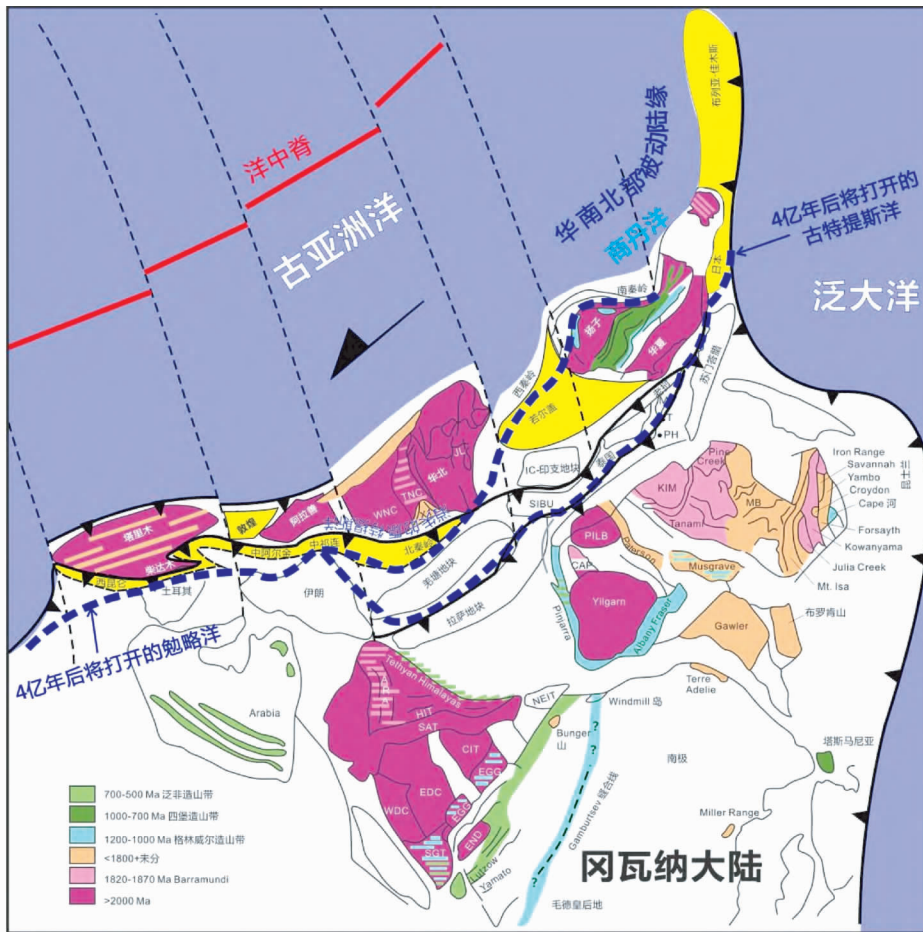 布列亚-佳木斯
洋中脊
古亚洲洋
华南北部被动陆缘
商丹洋
4亿年后将打开的
古特提斯洋
泛大洋
日本
南秦岭
扬子
华夏
西秦岭
若尔盖
苏门答腊
T
PH
IC-印支地块
泰国
SIBU
JL
华北
TNC
WNC
阿拉善
敦煌
塔里木
柴达木
西昆仑
中阿尔金
中祁连
北秦岭
羌塘地块
拉萨地块
土耳其
伊朗
4亿年后将打开的勉略洋
Pine
Creek
KIM
Tanami
MB
Iron Range
Savannah
Yambo
Croydon
Cape 河
昆士兰
Forsayth
Kowanyama
Julia Creek
Mt. Isa
PILB
Paterson
CAP
Musgrave
Yilgarn
Pinjarra
Albany Fraser
Gawler
布罗肯山
Terre
Adelie
Arabia
Tethyan Himalayas
HIT
SAT
NEIT
Windmill 岛
Bunger
山
CIT
EGG
EDC
WDC
EGG
END
SGT
Lutzow
Yamato
?
?
?
Gamburtsev 缝合线
南极
塔斯马尼亚
Miller Range
冈瓦纳大陆
毛德皇后地
700-500 Ma 泛非造山带
1000-700 Ma 四堡造山带
1200-1000 Ma 格林威尔造山带
<1800+未分
1820-1870 Ma Barramundi
>2000 Ma